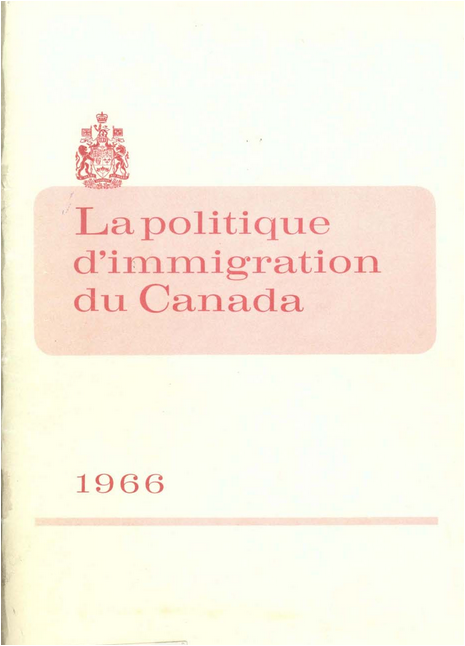 La politique
d'immigration
du Canada
1966